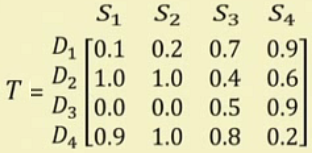 S₁ S₂ S₃ S₄
D₁ [0.1 0.2 0.7 0.9]
T = D₂ 1.0 1.0 0.4 0.6
D₃ 0.0 0.0 0.5 0.9
D₄ 0.9 1.0 0.8 0.2